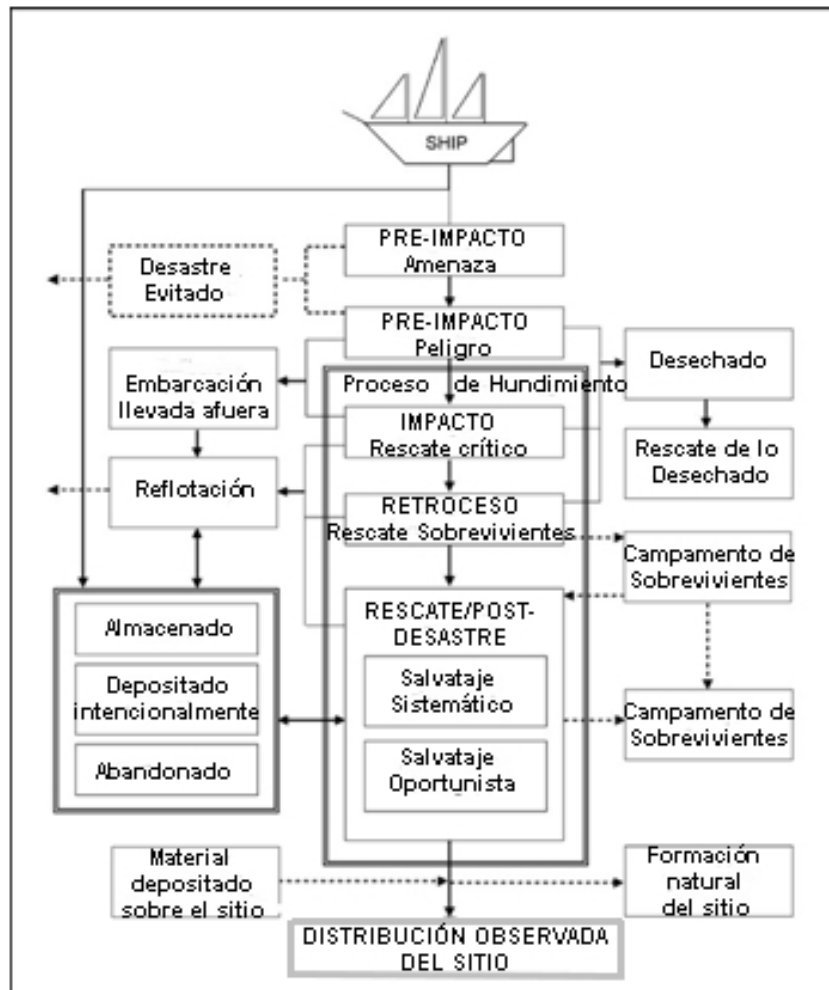 SHIP
PRE-IMPACTO
Amenaza
Desastre
Evitado
PRE-IMPACTO
Peligro
Desechado
Embarcación
llevada afuera
Proceso de Hundimiento
IMPACTO
Rescate crítico
Rescate de lo
Desechado
Reflotación
RETROCESO
Rescate Sobrevivientes
Campamento de
Sobrevivientes
Almacenado
Depositado
intencionalmente
Abandonado
RESCATE/POST-
DESASTRE
Salvataje
Sistemático
Salvataje
Oportunista
Campamento de
Sobrevivientes
Material
depositado
sobre el sitio
Formación
natural
del sitio
DISTRIBUCIÓN OBSERVADA
DEL SITIO